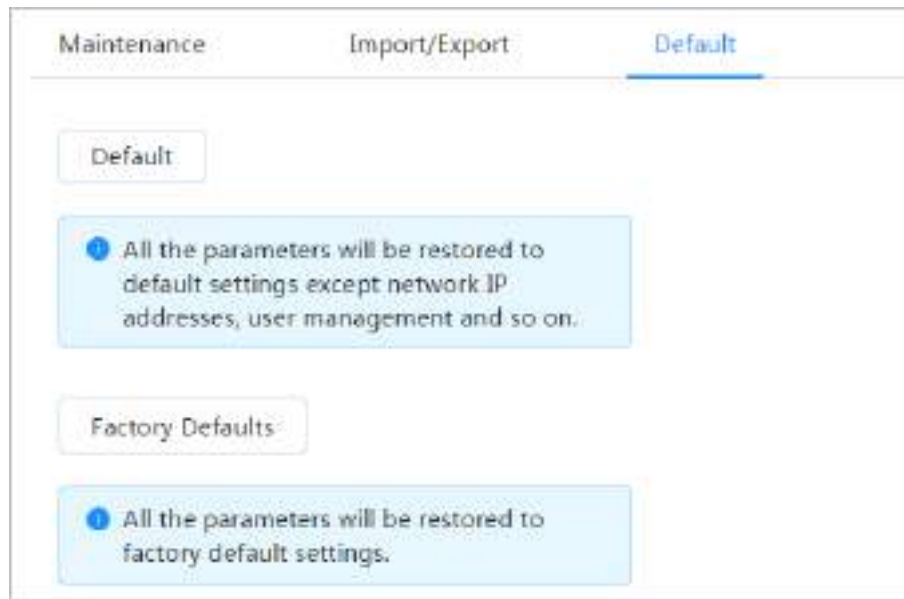 Maintenance Import/Export Default
Default
All the parameters will be restored to
default settings except network IP
addresses, user management and so on.
Factory Defaults
All the parameters will be restored to
factory default settings.